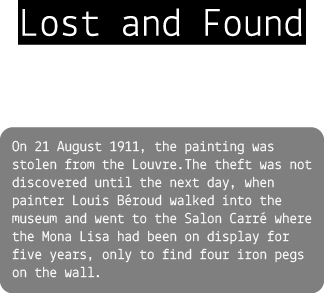 Lost and Found
On 21 August 1911, the painting was
stolen from the Louvre.The theft was not
discovered until the next day, when
painter Louis Béroud walked into the
museum and went to the Salon Carré where
the Mona Lisa had been on display for
five years, only to find four iron pegs
on the wall.